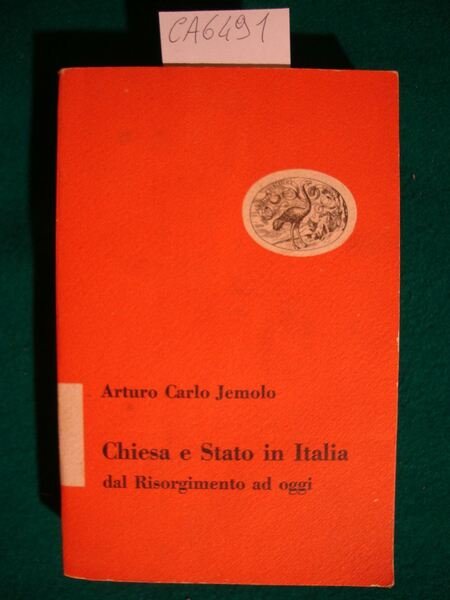 CA6491
Arturo Carlo Jemolo
Chiesa e Stato in Italia
dal Risorgimento ad oggi